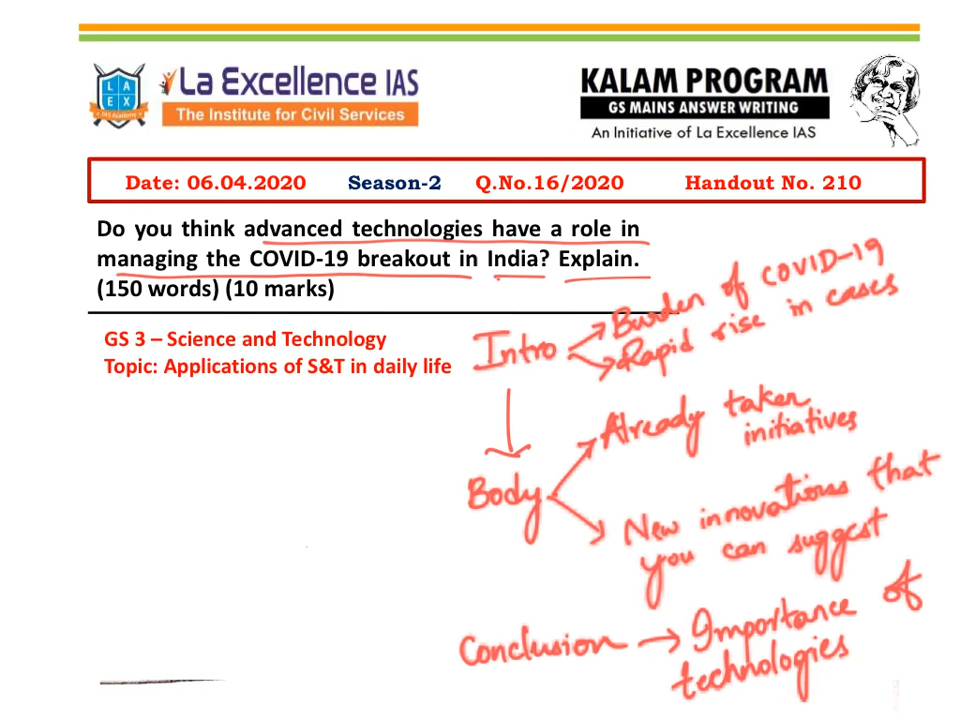 LA
EX
IAS Academy
La Excellence IAS
The Institute for Civil Services
KALAM PROGRAM
GS MAINS ANSWER WRITING
An Initiative of La Excellence IAS
Date: 06.04.2020 Season-2 Q.No.16/2020 Handout No. 210
Do you think advanced technologies have a role in
managing the COVID-19 breakout in India? Explain.
(150 words) (10 marks)
GS 3 – Science and Technology
Topic: Applications of S&T in daily life
Intro
Burden of COVID-19
Rapid rise in cases
Body
Already taken
initiatives
New innovations that
you can suggest
Conclusion → Importance of
technologies